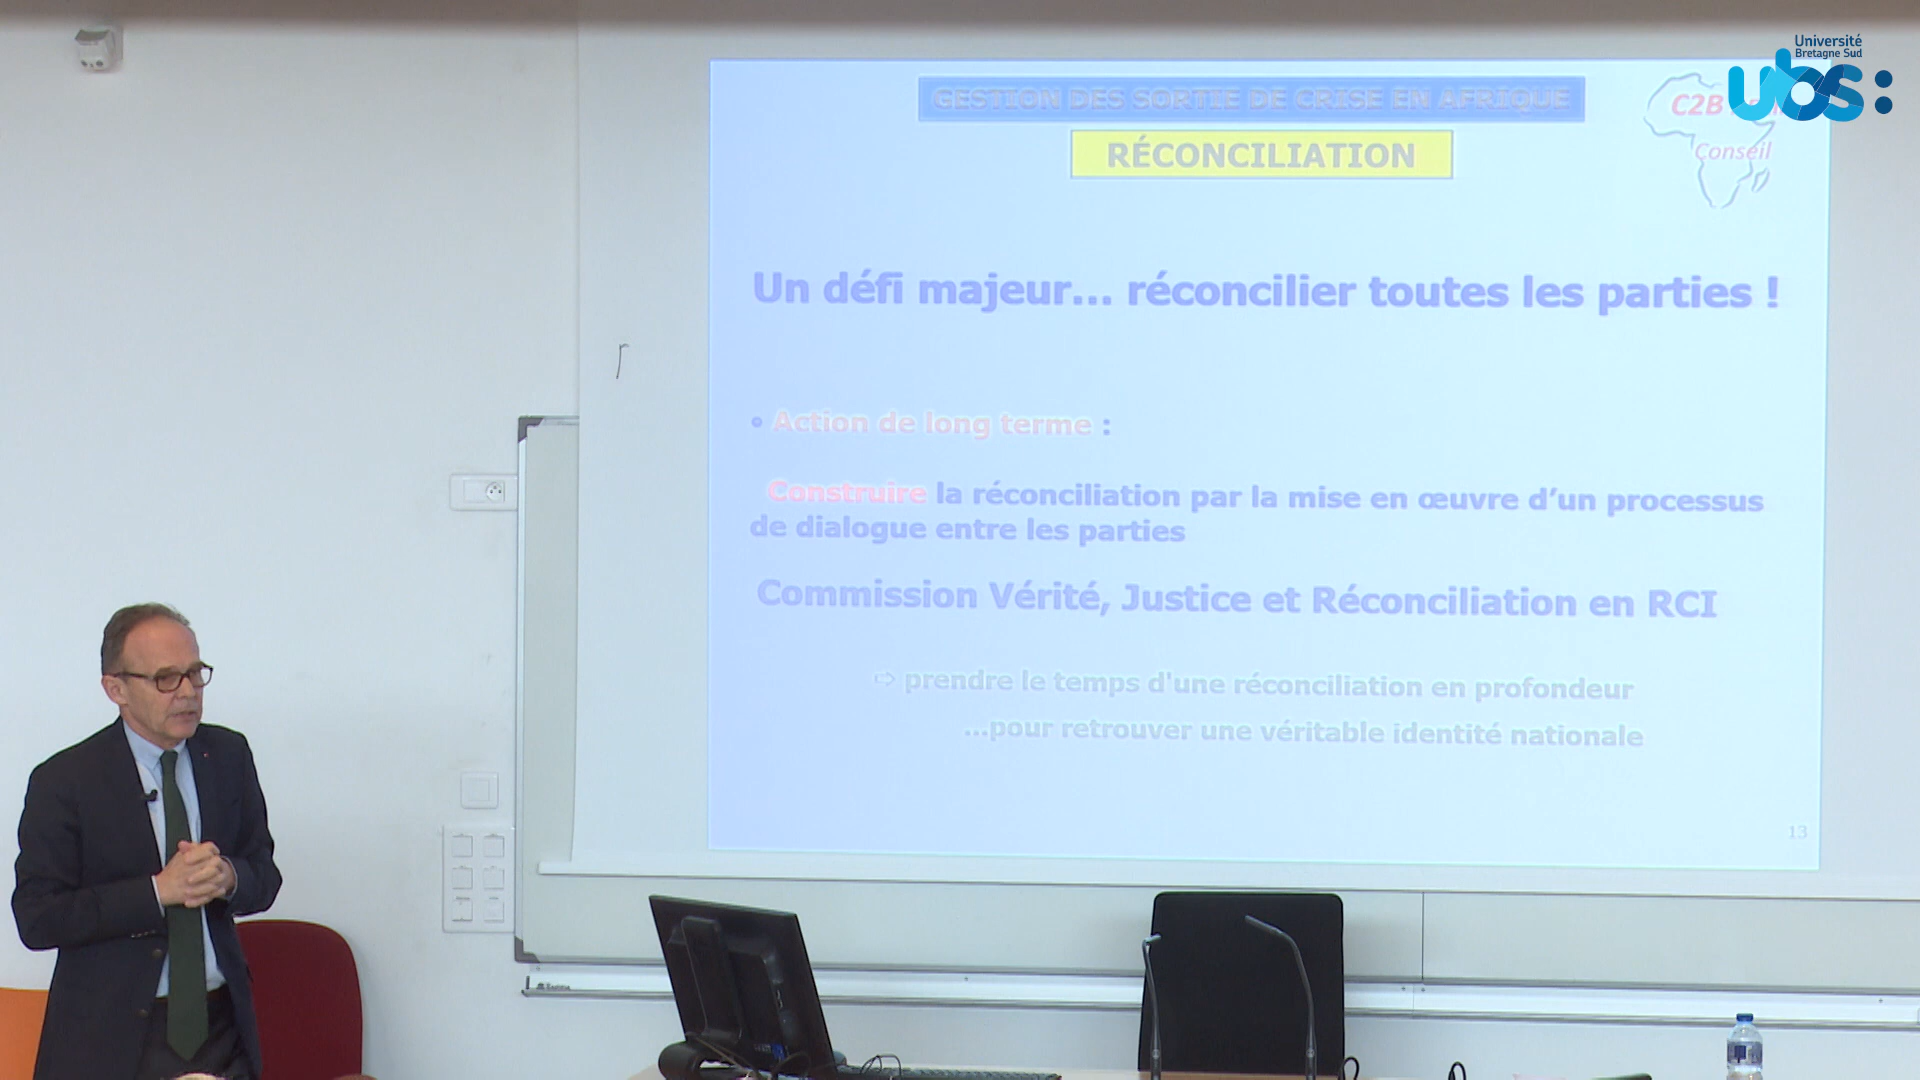 Université
Bretagne Sud
ubs:
GESTION DES SORTIE DE CRISE EN AFRIQUE
C2B
Conseil
RÉCONCILIATION
Un défi majeur... réconcilier toutes les parties !
• Action de long terme :
Construire la réconciliation par la mise en œuvre d’un processus
de dialogue entre les parties
Commission Vérité, Justice et Réconciliation en RCI
⇨ prendre le temps d'une réconciliation en profondeur
...pour retrouver une véritable identité nationale
13